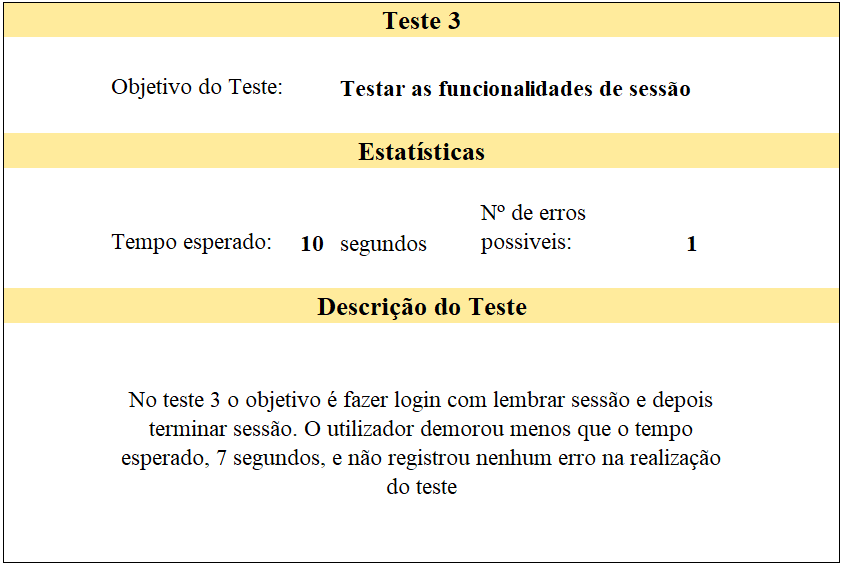 Teste 3
Objetivo do Teste: Testar as funcionalidades de sessão
Estatísticas
Nº de erros
Tempo esperado: 10 segundos possiveis: 1
Descrição do Teste
No teste 3 o objetivo é fazer login com lembrar sessão e depois
terminar sessão. O utilizador demorou menos que o tempo
esperado, 7 segundos, e não registrou nenhum erro na realização
do teste